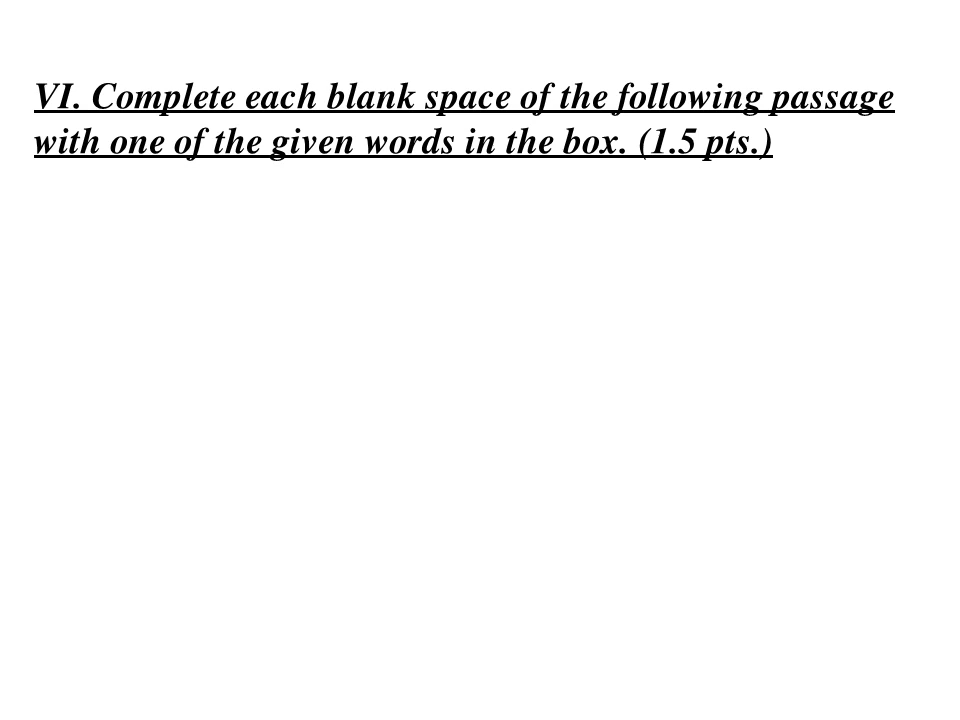 VI. Complete each blank space of the following passage
with one of the given words in the box. (1.5 pts.)